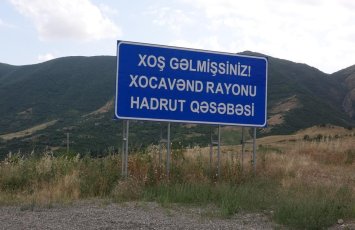 XOŞ GƏLMİŞSİNİZ!
XOCAVƏND RAYONU
HADRUT QƏSƏBƏSİ